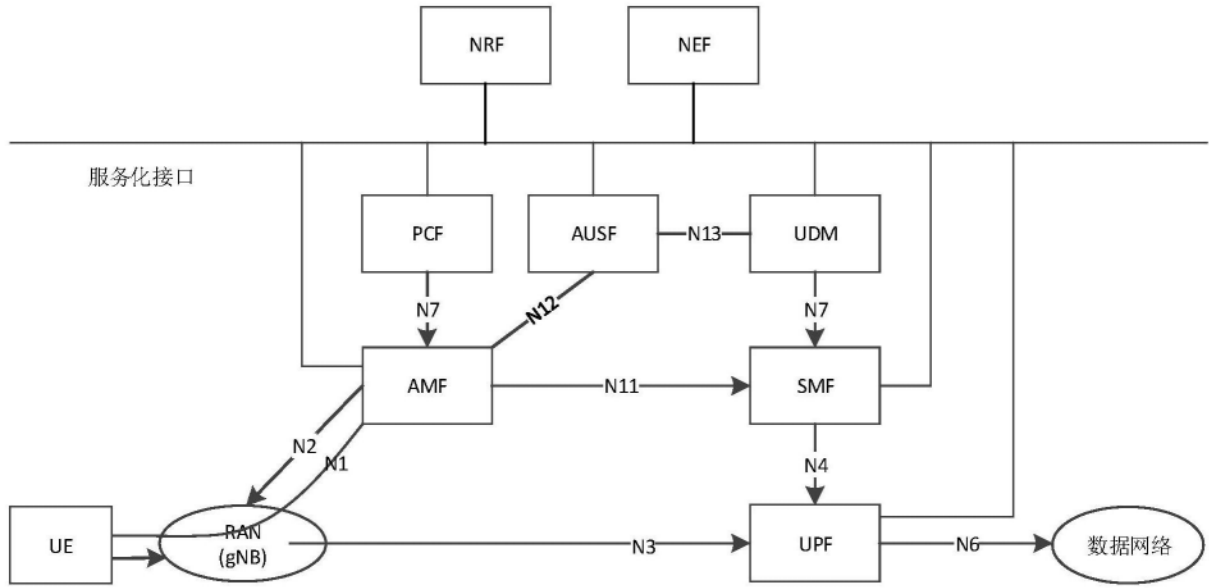 NRF
NEF
服务化接口
PCF
AUSF
N13
UDM
N7
N12
N7
AMF
N11
SMF
N2
N1
N4
UE
RAN
(gNB)
N3
UPF
N6
数据网络